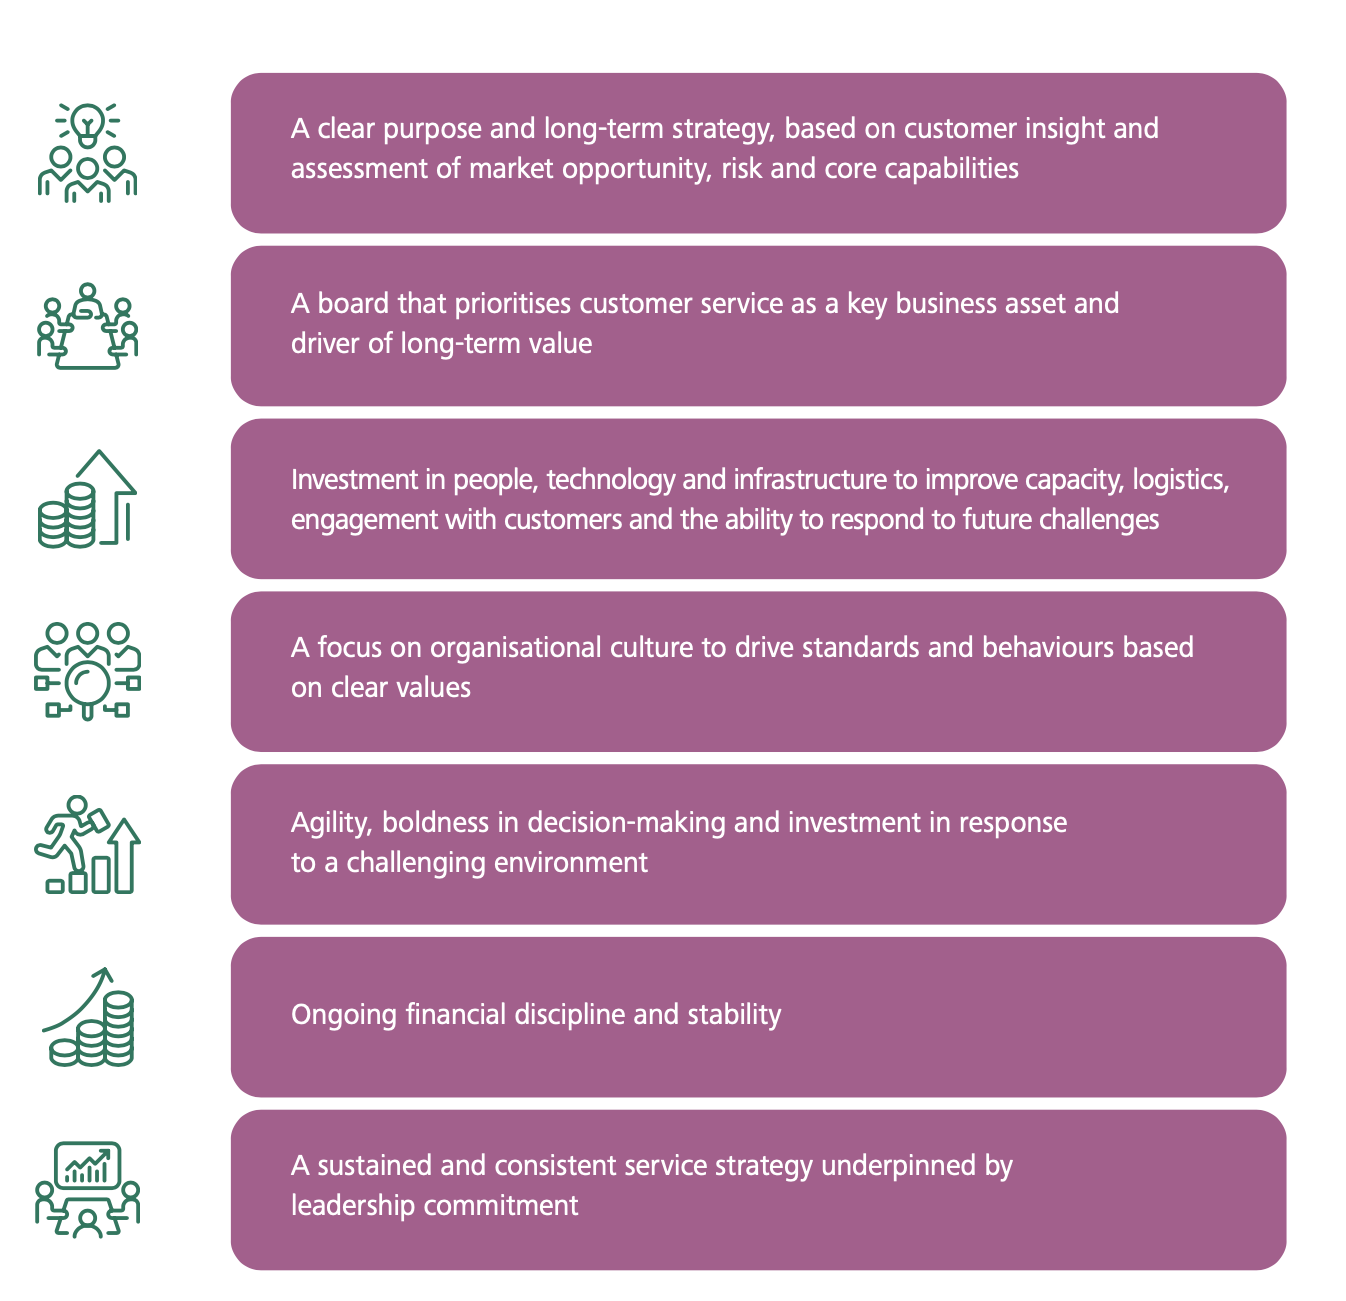 A clear purpose and long-term strategy, based on customer insight and
assessment of market opportunity, risk and core capabilities
A board that prioritises customer service as a key business asset and
driver of long-term value
Investment in people, technology and infrastructure to improve capacity, logistics,
engagement with customers and the ability to respond to future challenges
A focus on organisational culture to drive standards and behaviours based
on clear values
Agility, boldness in decision-making and investment in response
to a challenging environment
Ongoing financial discipline and stability
A sustained and consistent service strategy underpinned by
leadership commitment